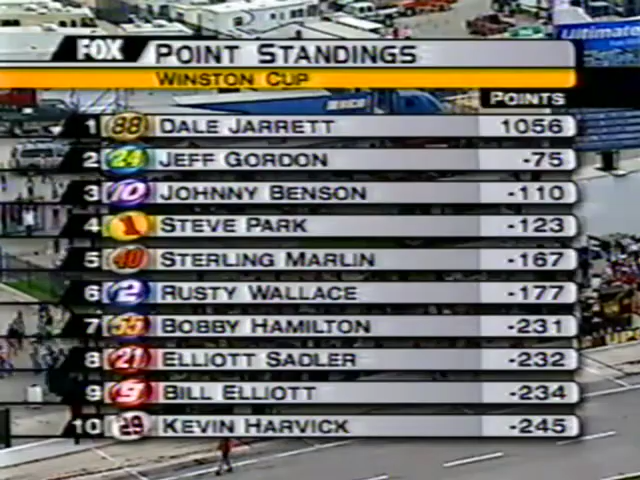 FOX POINT STANDINGS
Ultimate
WINSTON CUP
POINTS
1 88 DALE JARRETT 1056
2 24 JEFF GORDON -75
3 10 JOHNNY BENSON -110
4 1 STEVE PARK -123
5 40 STERLING MARLIN -167
6 2 RUSTY WALLACE -177
7 55 BOBBY HAMILTON -231
8 21 ELLIOTT SADLER -232
9 9 BILL ELLIOTT -234
10 29 KEVIN HARVICK -245